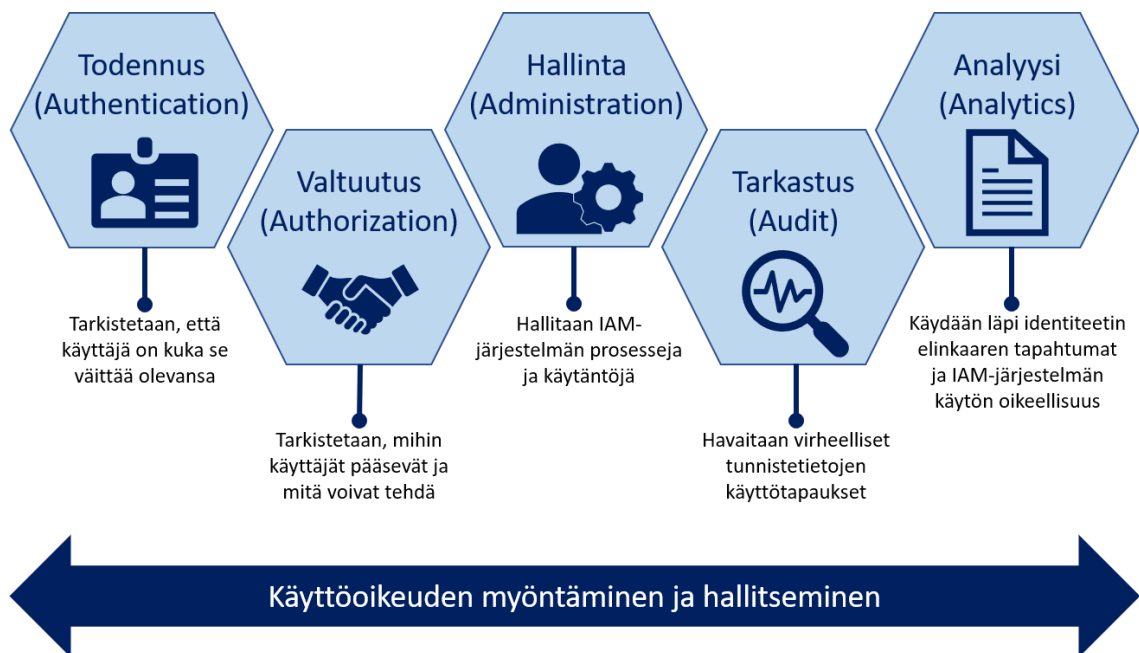 Todennus
(Authentication)
Tarkistetaan, että
käyttäjä on kuka se
väittää olevansa
Valtuutus
(Authorization)
Tarkistetaan, mihin
käyttäjät pääsevät ja
mitä voivat tehdä
Hallinta
(Administration)
Hallitaan IAM-
järjestelmän prosesseja
ja käytäntöjä
Tarkastus
(Audit)
Havaitaan virheelliset
tunnistetietojen
käyttötapaukset
Analyysi
(Analytics)
Käydään läpi identiteetin
elinkaaren tapahtumat
ja IAM-järjestelmän
käytön oikeellisuus
Käyttöoikeuden myöntäminen ja hallitseminen